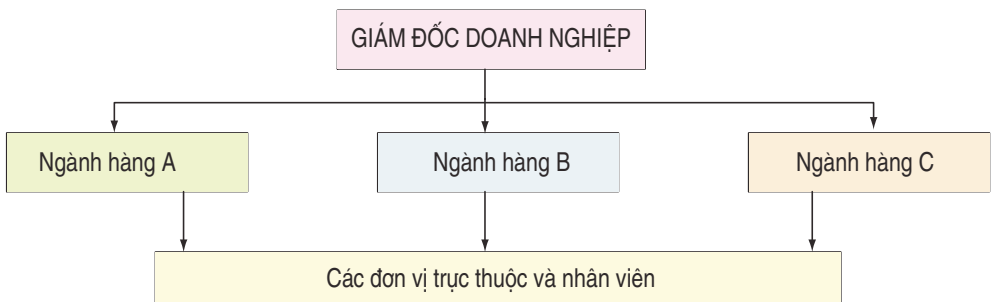 GIÁM ĐỐC DOANH NGHIỆP
Ngành hàng A
Ngành hàng B
Ngành hàng C
Các đơn vị trực thuộc và nhân viên